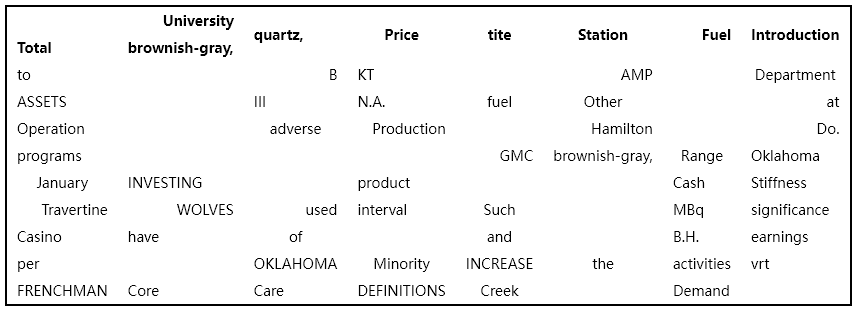 Total University brownish-gray, quartz, Price tite Station Fuel Introduction
to B KT AMP Department
ASSETS III N.A. fuel Other at
Operation adverse Production Hamilton Do.
programs GMC brownish-gray, Range Oklahoma
January INVESTING product Cash Stiffness
Travertine WOLVES used interval Such MBq significance
Casino have of and B.H. earnings
per OKLAHOMA Minority INCREASE the activities vrt
FRENCHMAN Core Care DEFINITIONS Creek Demand